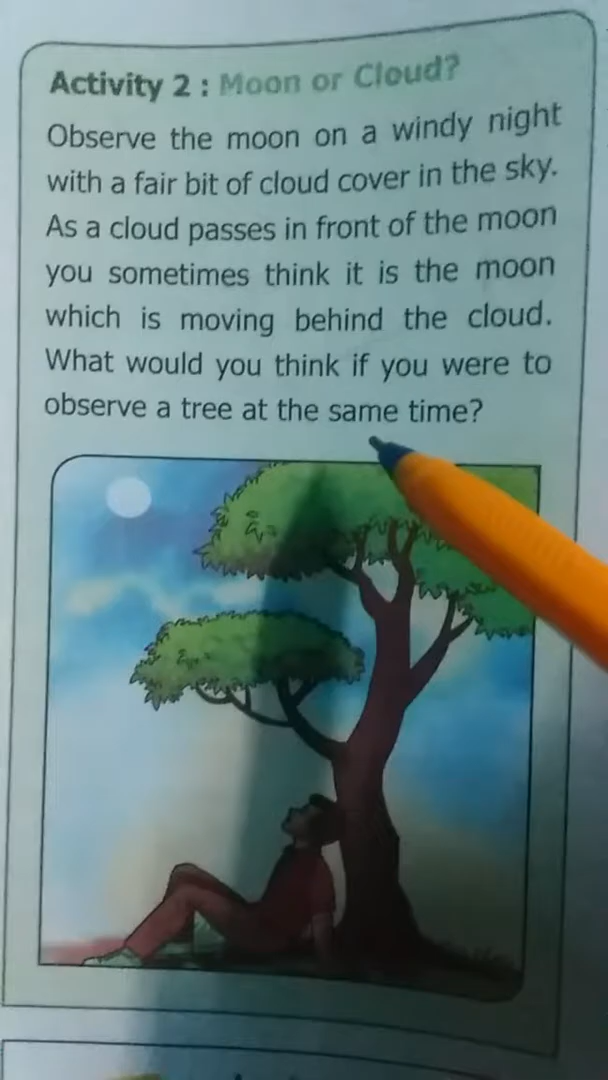 Activity 2 : Moon or Cloud?
Observe the moon on a windy night
with a fair bit of cloud cover in the sky.
As a cloud passes in front of the moon
you sometimes think it is the moon
which is moving behind the cloud.
What would you think if you were to
observe a tree at the same time?